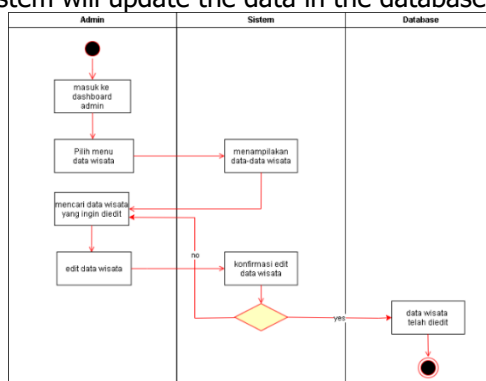 stem will update the data in the database
Admin
Sistem
Database
masuk ke
dashboard
admin
Pilih menu
data wisata
menampilakan
data-data wisata
mencari data wisata
yang ingin diedit
edit data wisata
no
konfirmasi edit
data wisata
yes
data wisata
telah diedit